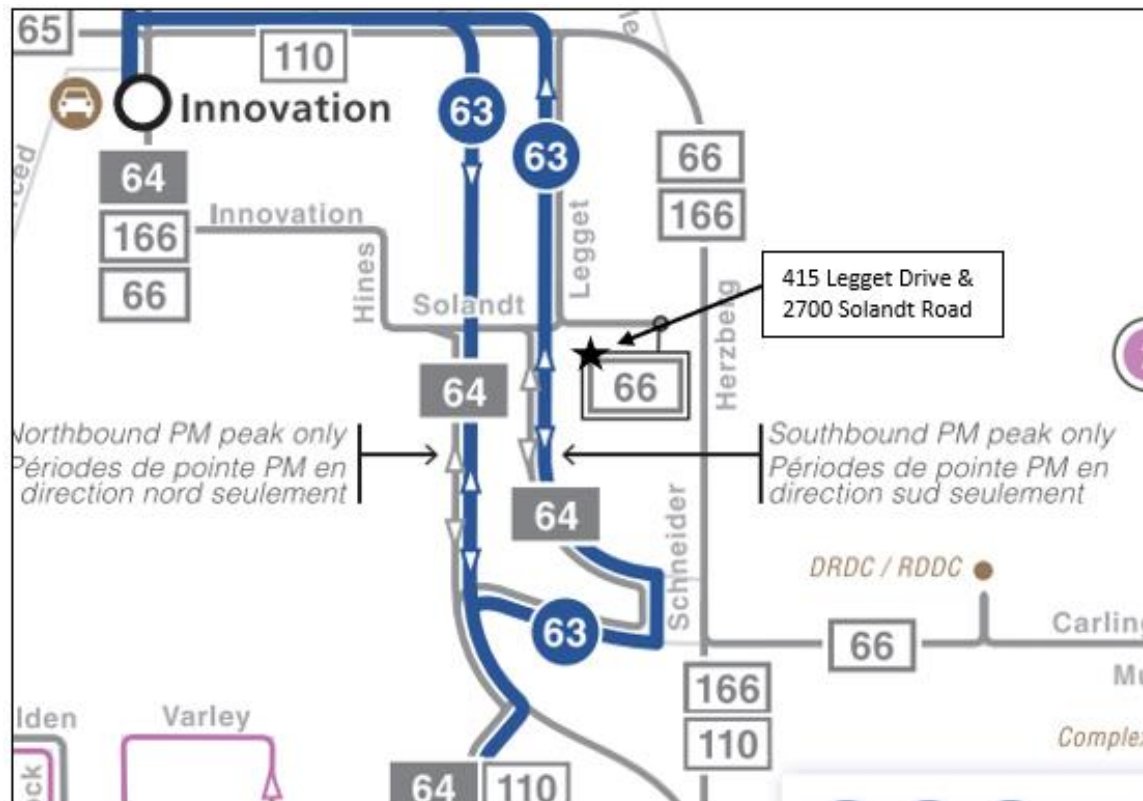 65
110
Innovation
63
63
64
166
66
66
166
Innovation
Hines
Legget
Solandt
415 Legget Drive &
2700 Solandt Road
Herzberg
64
66
Northbound PM peak only
Périodes de pointe PM en
direction nord seulement
Southbound PM peak only
Périodes de pointe PM en
direction sud seulement
64
Schneider
DRDC / RDDC
63
66
Carling
166
110
Varley
64
110